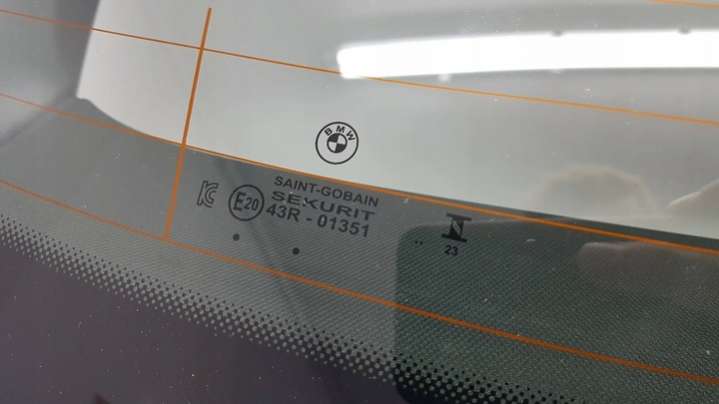 BMW
SAINT-GOBAIN
SEKURIT
E20
43R - 01351
23